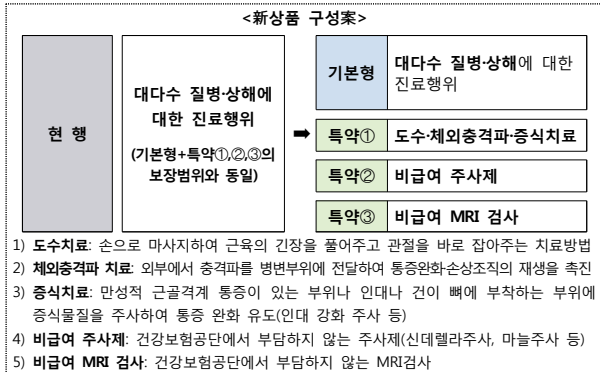 <新상품 구성案>
현 행
대다수 질병·상해에
대한 진료행위
(기본형+특약①,②,③의
보장범위와 동일)
➡
기본형
대다수 질병·상해에 대한
진료행위
특약① 도수·체외충격파·증식치료
특약② 비급여 주사제
특약③ 비급여 MRI 검사
1) 도수치료: 손으로 마사지하여 근육의 긴장을 풀어주고 관절을 바로 잡아주는 치료방법
2) 체외충격파 치료: 외부에서 충격파를 병변부위에 전달하여 통증완화·손상조직의 재생을 촉진
3) 증식치료: 만성적 근골격계 통증이 있는 부위나 인대나 건이 뼈에 부착하는 부위에
증식물질을 주사하여 통증 완화 유도(인대 강화 주사 등)
4) 비급여 주사제: 건강보험공단에서 부담하지 않는 주사제(신데렐라주사, 마늘주사 등)
5) 비급여 MRI 검사: 건강보험공단에서 부담하지 않는 MRI검사